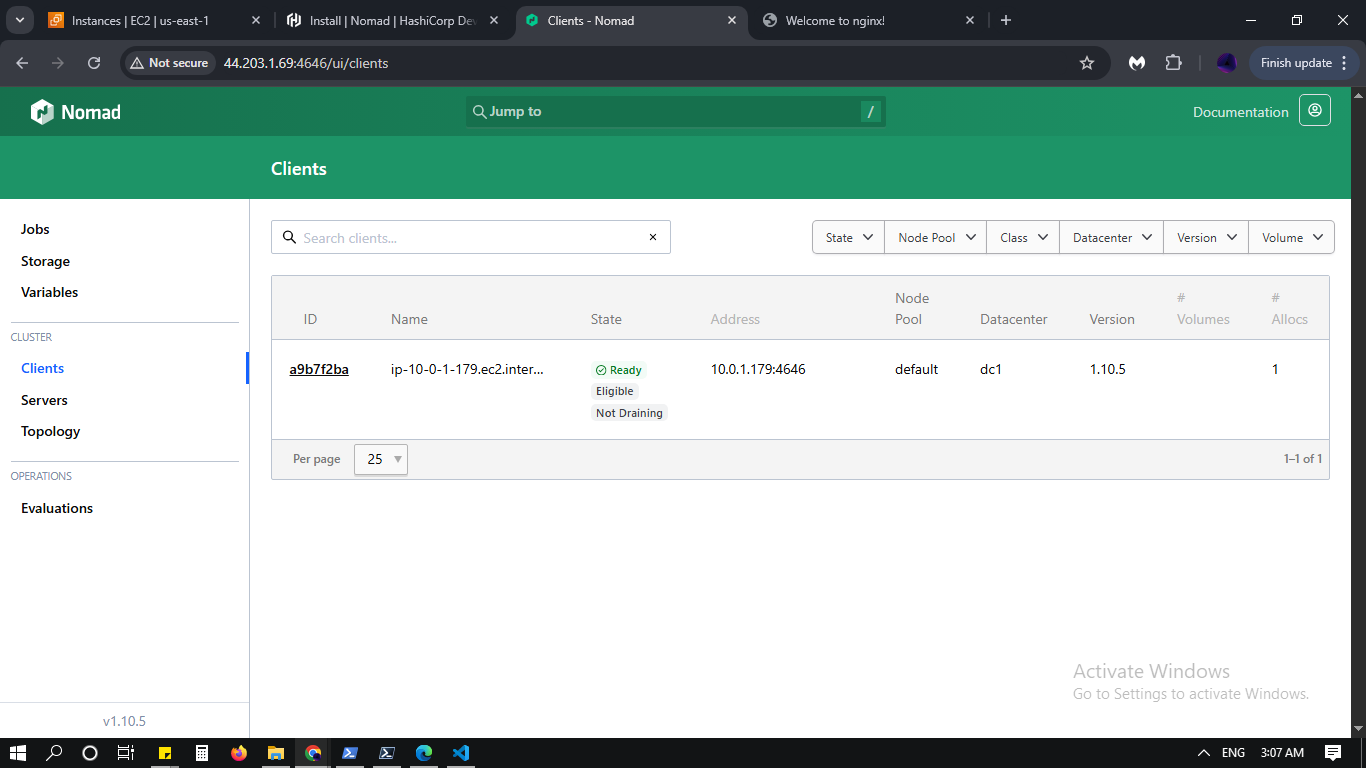 Instances | EC2 | us-east-1
Install | Nomad | HashiCorp Dev
Clients - Nomad
Welcome to nginx!
Not secure
44.203.1.69:4646/ui/clients
Finish update
Nomad
Jump to
/
Documentation
Clients
Jobs
Storage
Variables
CLUSTER
Clients
Servers
Topology
OPERATIONS
Evaluations
v1.10.5
Search clients...
State
Node Pool
Class
Datacenter
Version
Volume
ID
Name
State
Address
Node
Pool
Datacenter
Version
#
Volumes
#
Allocs
a9b7f2ba
ip-10-0-1-179.ec2.inter...
Ready
Eligible
Not Draining
10.0.1.179:4646
default
dc1
1.10.5
1
Per page
25
1–1 of 1
Activate Windows
Go to Settings to activate Windows.
ENG
3:07 AM